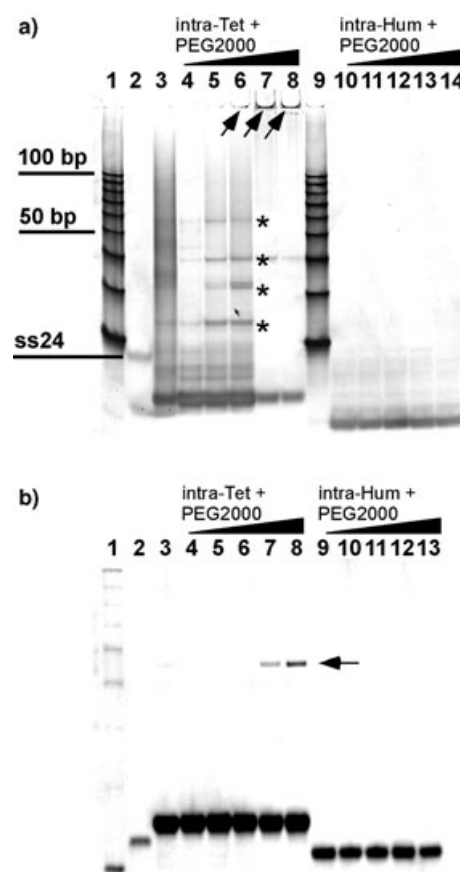 a)
intra-Tet +
PEG2000
intra-Hum +
PEG2000
1 2 3 4 5 6 7 8 9 10 11 12 13 14
100 bp
50 bp
*
*
*
*
ss24
b)
intra-Tet +
PEG2000
intra-Hum +
PEG2000
1 2 3 4 5 6 7 8 9 10 11 12 13